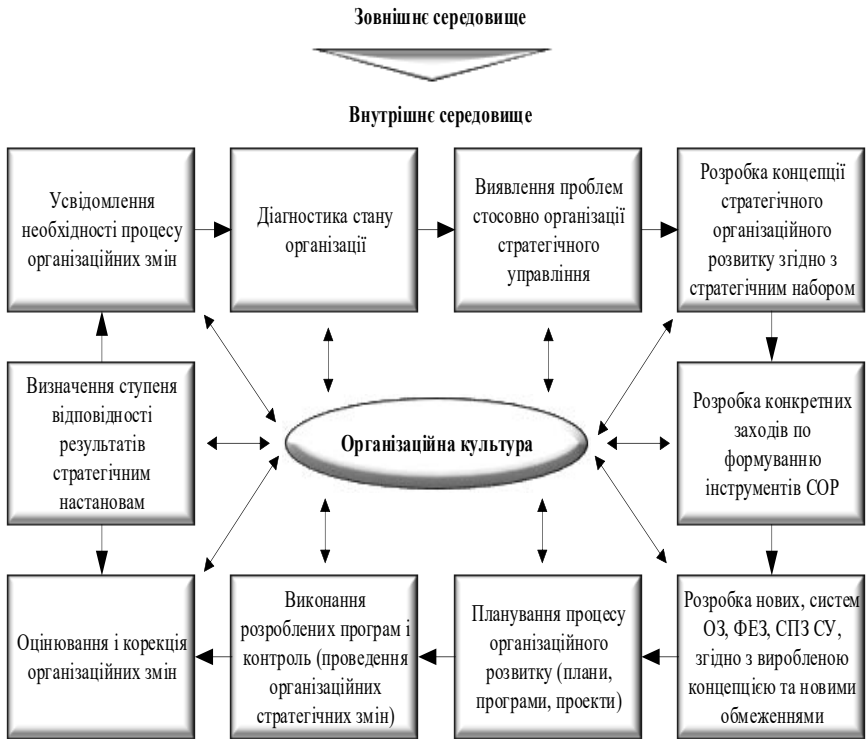 Зовнішнє середовище
Внутрішнє середовище
Усвідомлення
необхідності процесу
організаційних змін
Діагностика стану
організації
Виявлення проблем
стосовно організації
стратегічного
управління
Розробка концепції
стратегічного
організаційного
розвитку згідно з
стратегічним набором
Визначення ступеня
відповідності
результатів
стратегічним
настановам
Організаційна культура
Розробка конкретних
заходів по
формуванню
інструментів СОР
Оцінювання і корекція
організаційних змін
Виконання
розроблених програм і
контроль (проведення
організаційних
стратегічних змін)
Планування процесу
організаційного
розвитку (плани,
програми, проекти)
Розробка нових, систем
ОЗ, ФЕЗ, СПЗ СУ,
згідно з виробленою
концепцією та новими
обмеженнями